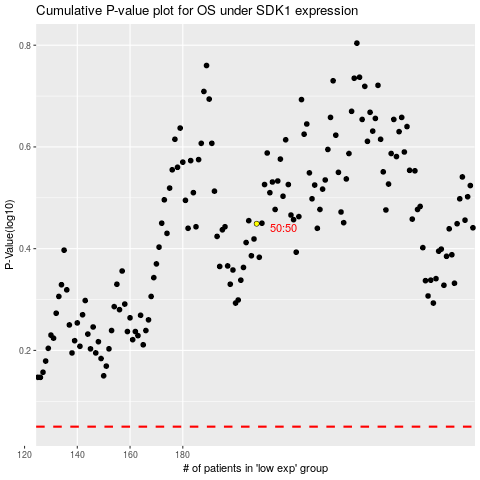 Cumulative P-value plot for OS under SDK1 expression
P-Value(log10)
0.8
0.6
0.4
0.2
50:50
120 140 160 180
# of patients in 'low exp' group